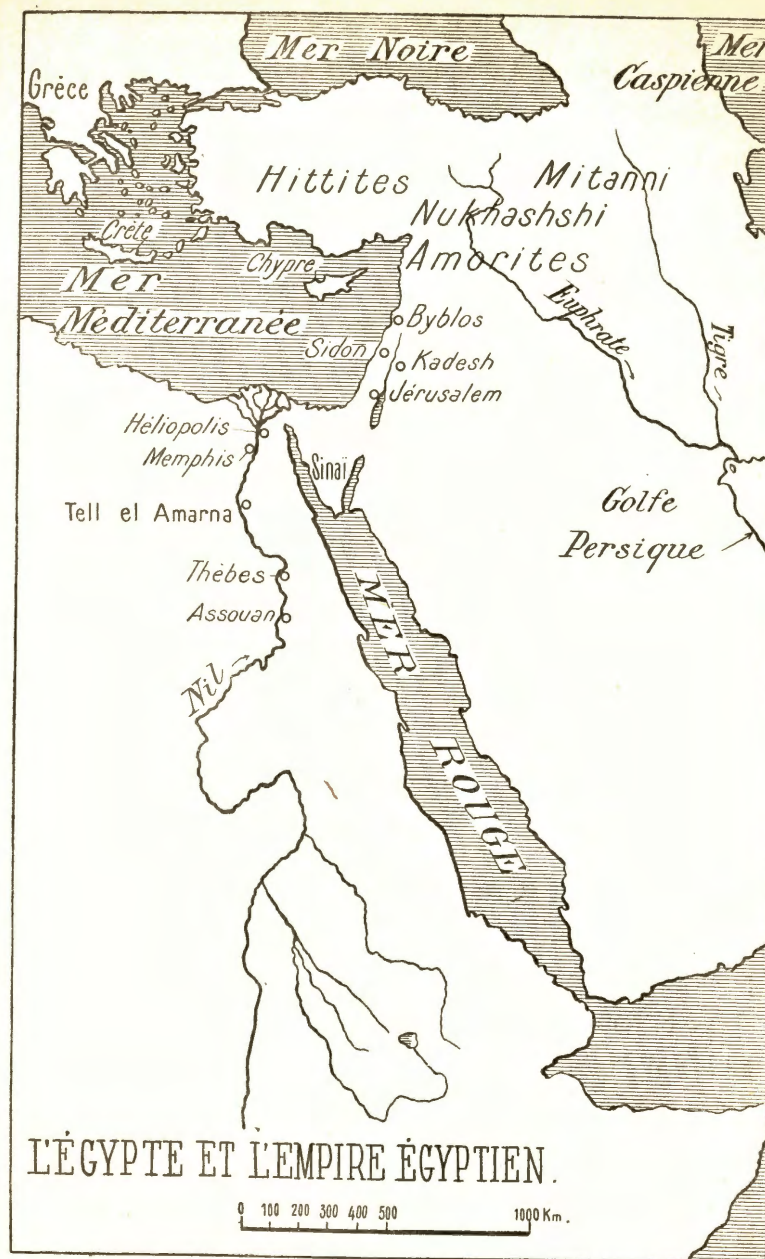 Mer Noire
Mer
Caspienne
Grèce
Hittites
Mitanni
Nukhashshi
Amorites
Crète
Chypre
Mer
Méditerranée
Byblos
Sidon
Kadesh
Jérusalem
Euphrate
Tigre
Héliopolis
Memphis
Sinaï
Tell el Amarna
Golfe
Persique
Thèbes
Assouan
Nil
MER
ROUGE
L'ÉGYPTE ET L'EMPIRE ÉGYPTIEN.
0 100 200 300 400 500 1000 Km.